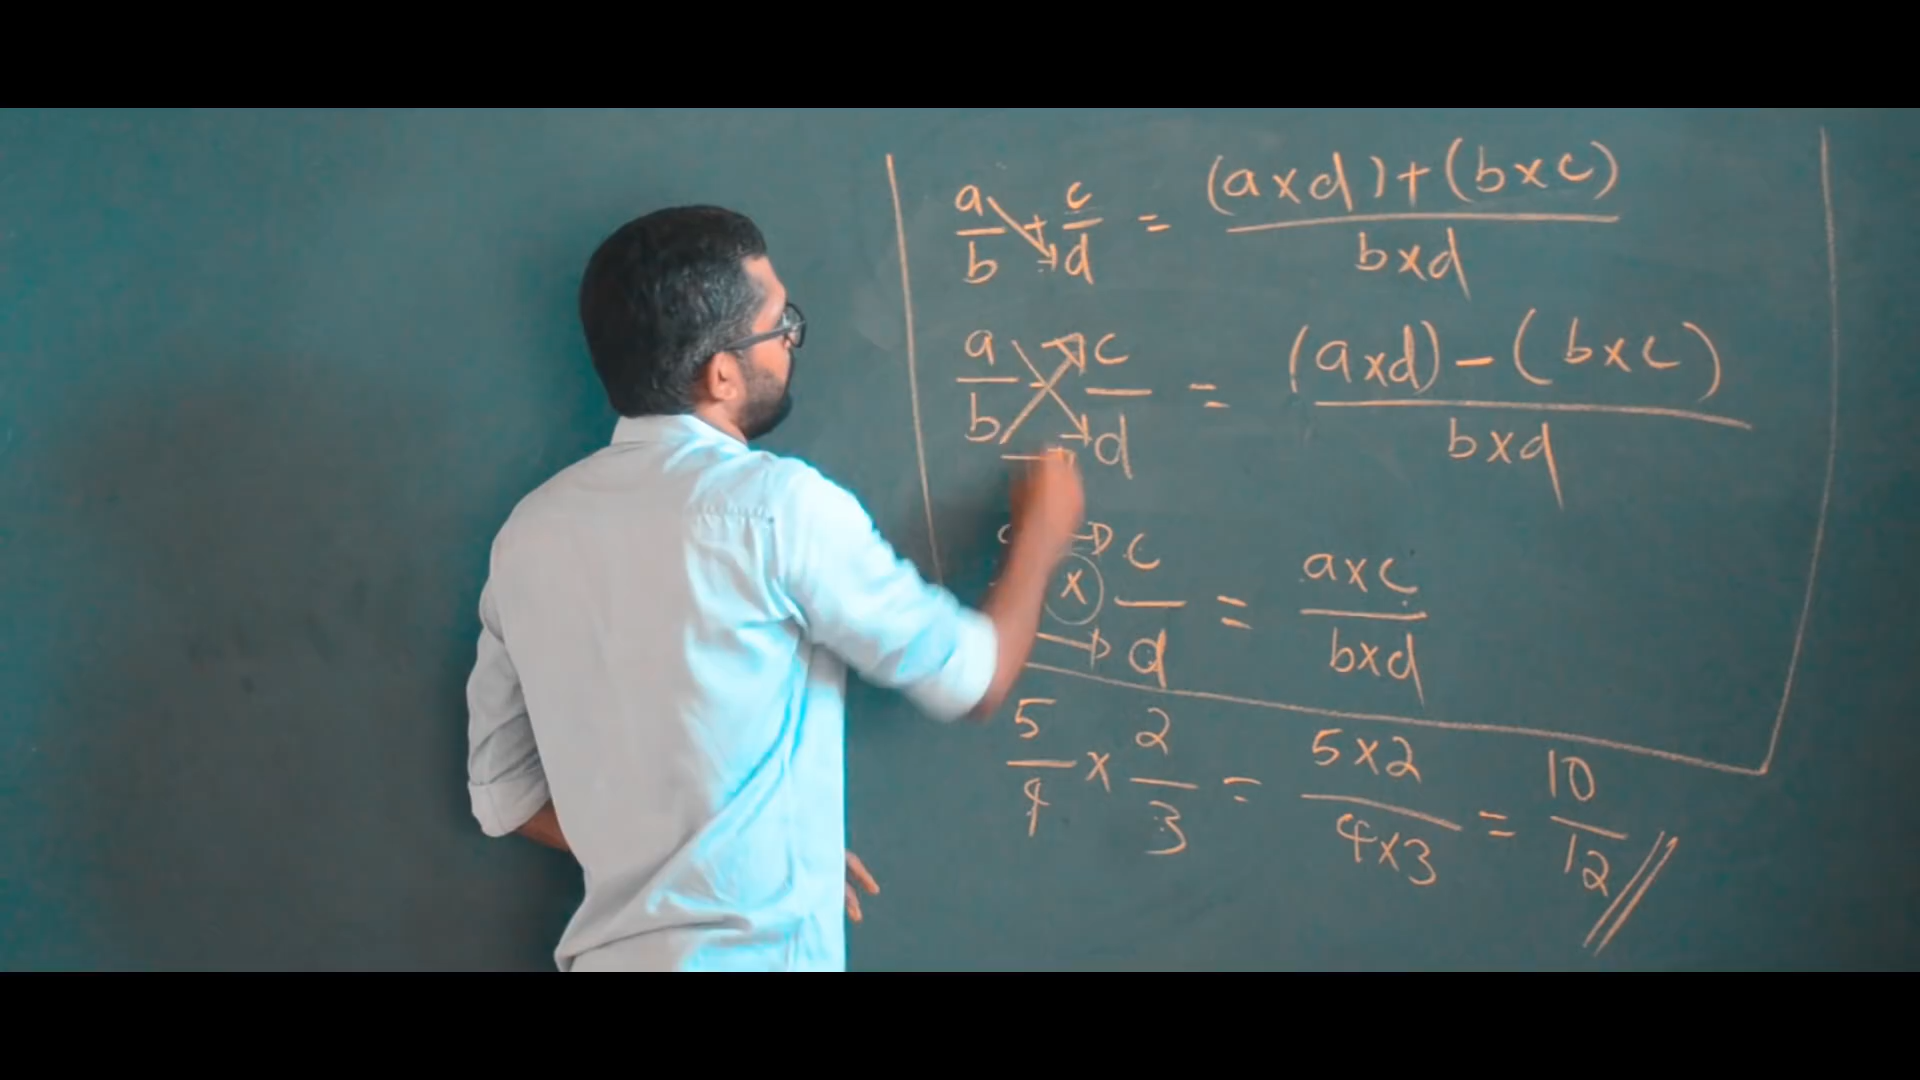 a/b + c/d = (a x d) + (b x c) / b x d
a/b - c/d = (a x d) - (b x c) / b x d
x c/d = a x c / b x d
5/4 x 2/3 = 5 x 2 / 4 x 3 = 10/12